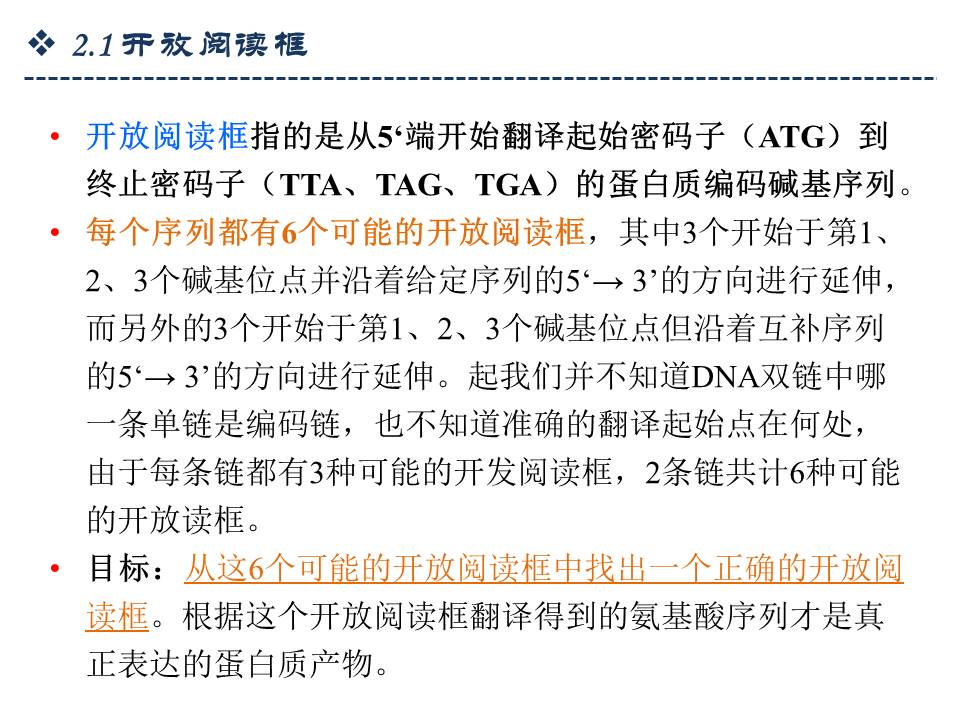 ❖ 2.1开放阅读框
• 开放阅读框指的是从5‘端开始翻译起始密码子（ATG）到
终止密码子（TTA、TAG、TGA）的蛋白质编码碱基序列。
• 每个序列都有6个可能的开放阅读框，其中3个开始于第1、
2、3个碱基位点并沿着给定序列的5‘→ 3’的方向进行延伸，
而另外的3个开始于第1、2、3个碱基位点但沿着互补序列
的5‘→ 3’的方向进行延伸。起我们并不知道DNA双链中哪
一条单链是编码链，也不知道准确的翻译起始点在何处，
由于每条链都有3种可能的开发阅读框，2条链共计6种可能
的开放读框。
• 目标：从这6个可能的开放阅读框中找出一个正确的开放阅
读框。根据这个开放阅读框翻译得到的氨基酸序列才是真
正表达的蛋白质产物。